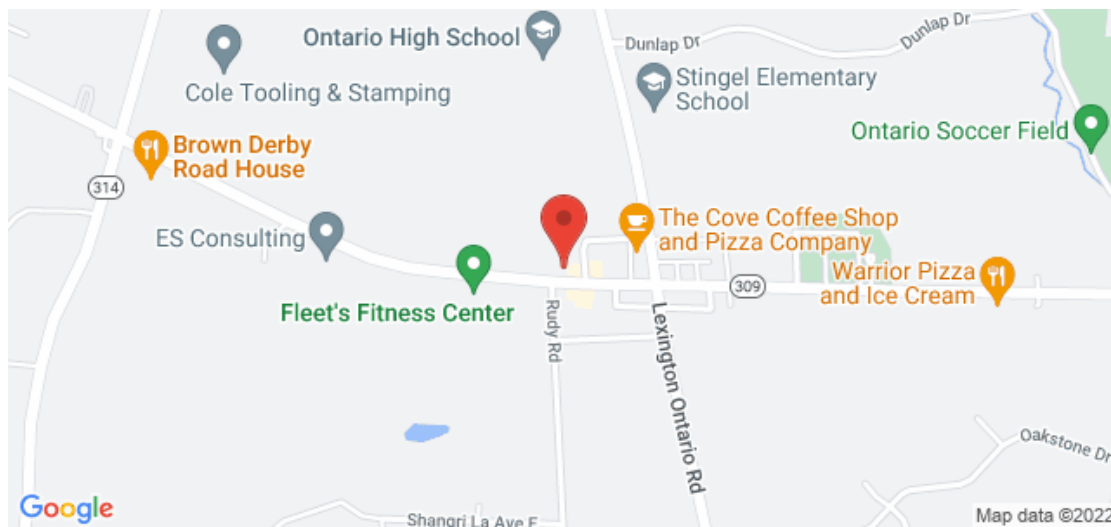 Ontario High School
Dunlap Dr
Dunlap Dr
Cole Tooling & Stamping
Stingel Elementary
School
Ontario Soccer Field
Brown Derby
Road House
314
ES Consulting
The Cove Coffee Shop
and Pizza Company
Warrior Pizza
and Ice Cream
309
Fleet's Fitness Center
Rudy Rd
Lexington Ontario Rd
Oakstone Dr
Google
Shangri La Ave E
Map data ©2022